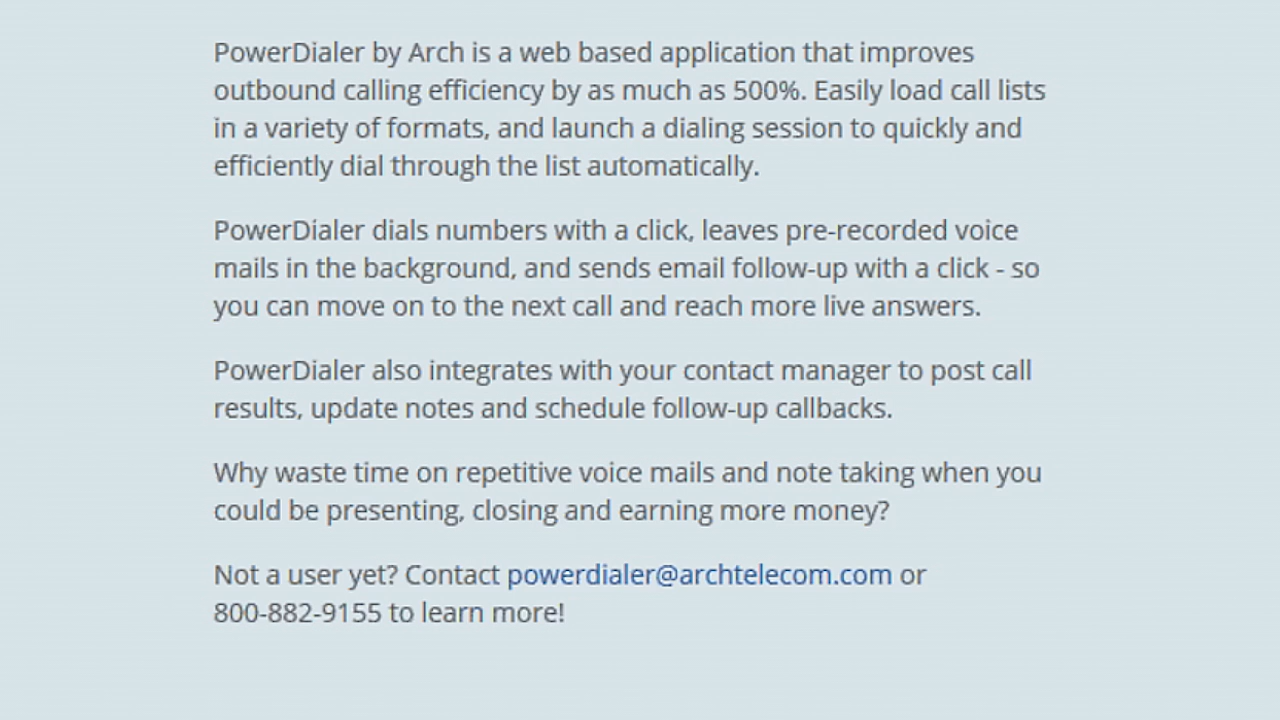 PowerDialer by Arch is a web based application that improves
outbound calling efficiency by as much as 500%. Easily load call lists
in a variety of formats, and launch a dialing session to quickly and
efficiently dial through the list automatically.
PowerDialer dials numbers with a click, leaves pre-recorded voice
mails in the background, and sends email follow-up with a click - so
you can move on to the next call and reach more live answers.
PowerDialer also integrates with your contact manager to post call
results, update notes and schedule follow-up callbacks.
Why waste time on repetitive voice mails and note taking when you
could be presenting, closing and earning more money?
Not a user yet? Contact powerdialer@archtelecom.com or
800-882-9155 to learn more!